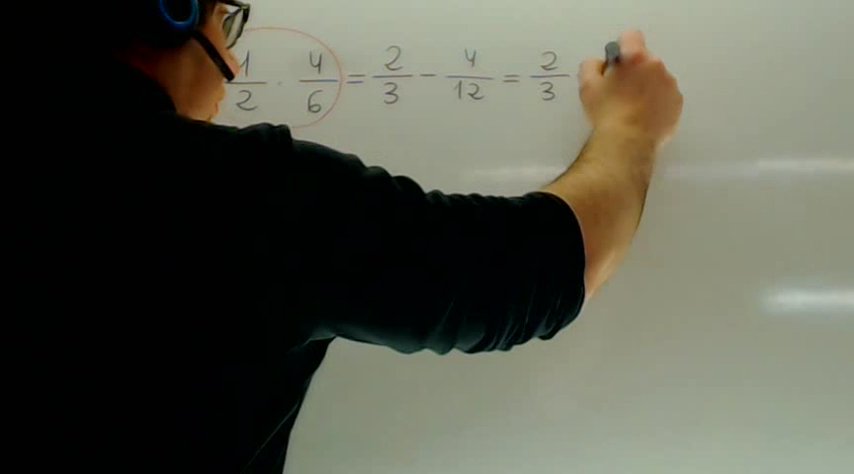 1/2 · 4/6 = 2/3 - 4/12 = 2/3